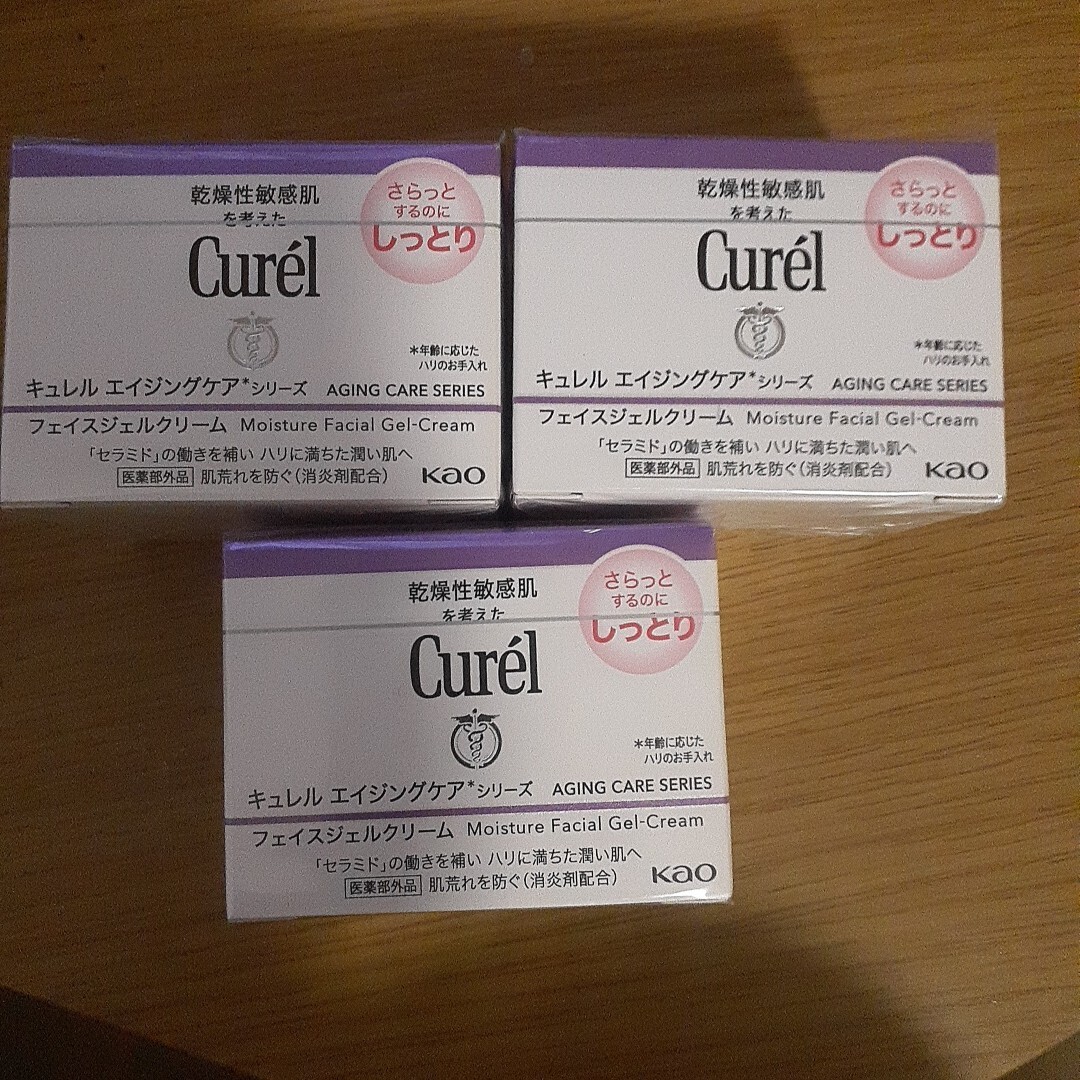 乾燥性敏感肌
を考えた
Curél
さらっと
するのに
しっとり
*年齢に応じた
ハリのお手入れ
キュレル エイジングケア*シリーズ AGING CARE SERIES
フェイスジェルクリーム Moisture Facial Gel-Cream
「セラミド」の働きを補い ハリに満ちた潤い肌へ
医薬部外品 肌荒れを防ぐ(消炎剤配合)
Kao
乾燥性敏感肌
を考えた
Curél
さらっと
するのに
しっとり
*年齢に応じた
ハリのお手入れ
キュレル エイジングケア*シリーズ AGING CARE SERIES
フェイスジェルクリーム Moisture Facial Gel-Cream
「セラミド」の働きを補い ハリに満ちた潤い肌へ
医薬部外品 肌荒れを防ぐ(消炎剤配合)
Kao
乾燥性敏感肌
を考えた
Curél
さらっと
するのに
しっとり
*年齢に応じた
ハリのお手入れ
キュレル エイジングケア*シリーズ AGING CARE SERIES
フェイスジェルクリーム Moisture Facial Gel-Cream
「セラミド」の働きを補い ハリに満ちた潤い肌へ
医薬部外品 肌荒れを防ぐ(消炎剤配合)
Kao